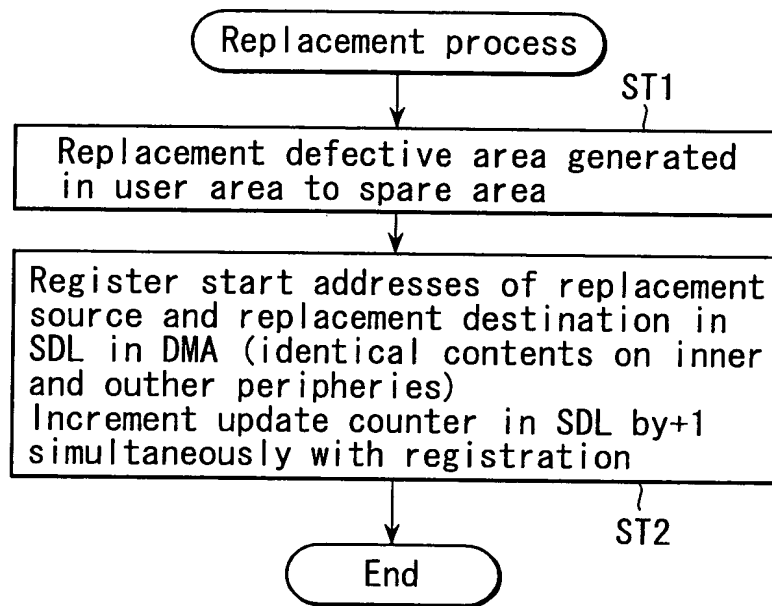 Replacement process
ST1
Replacement defective area generated
in user area to spare area
Register start addresses of replacement
source and replacement destination in
SDL in DMA (identical contents on inner
and outher peripheries)
Increment update counter in SDL by+1
simultaneously with registration
ST2
End